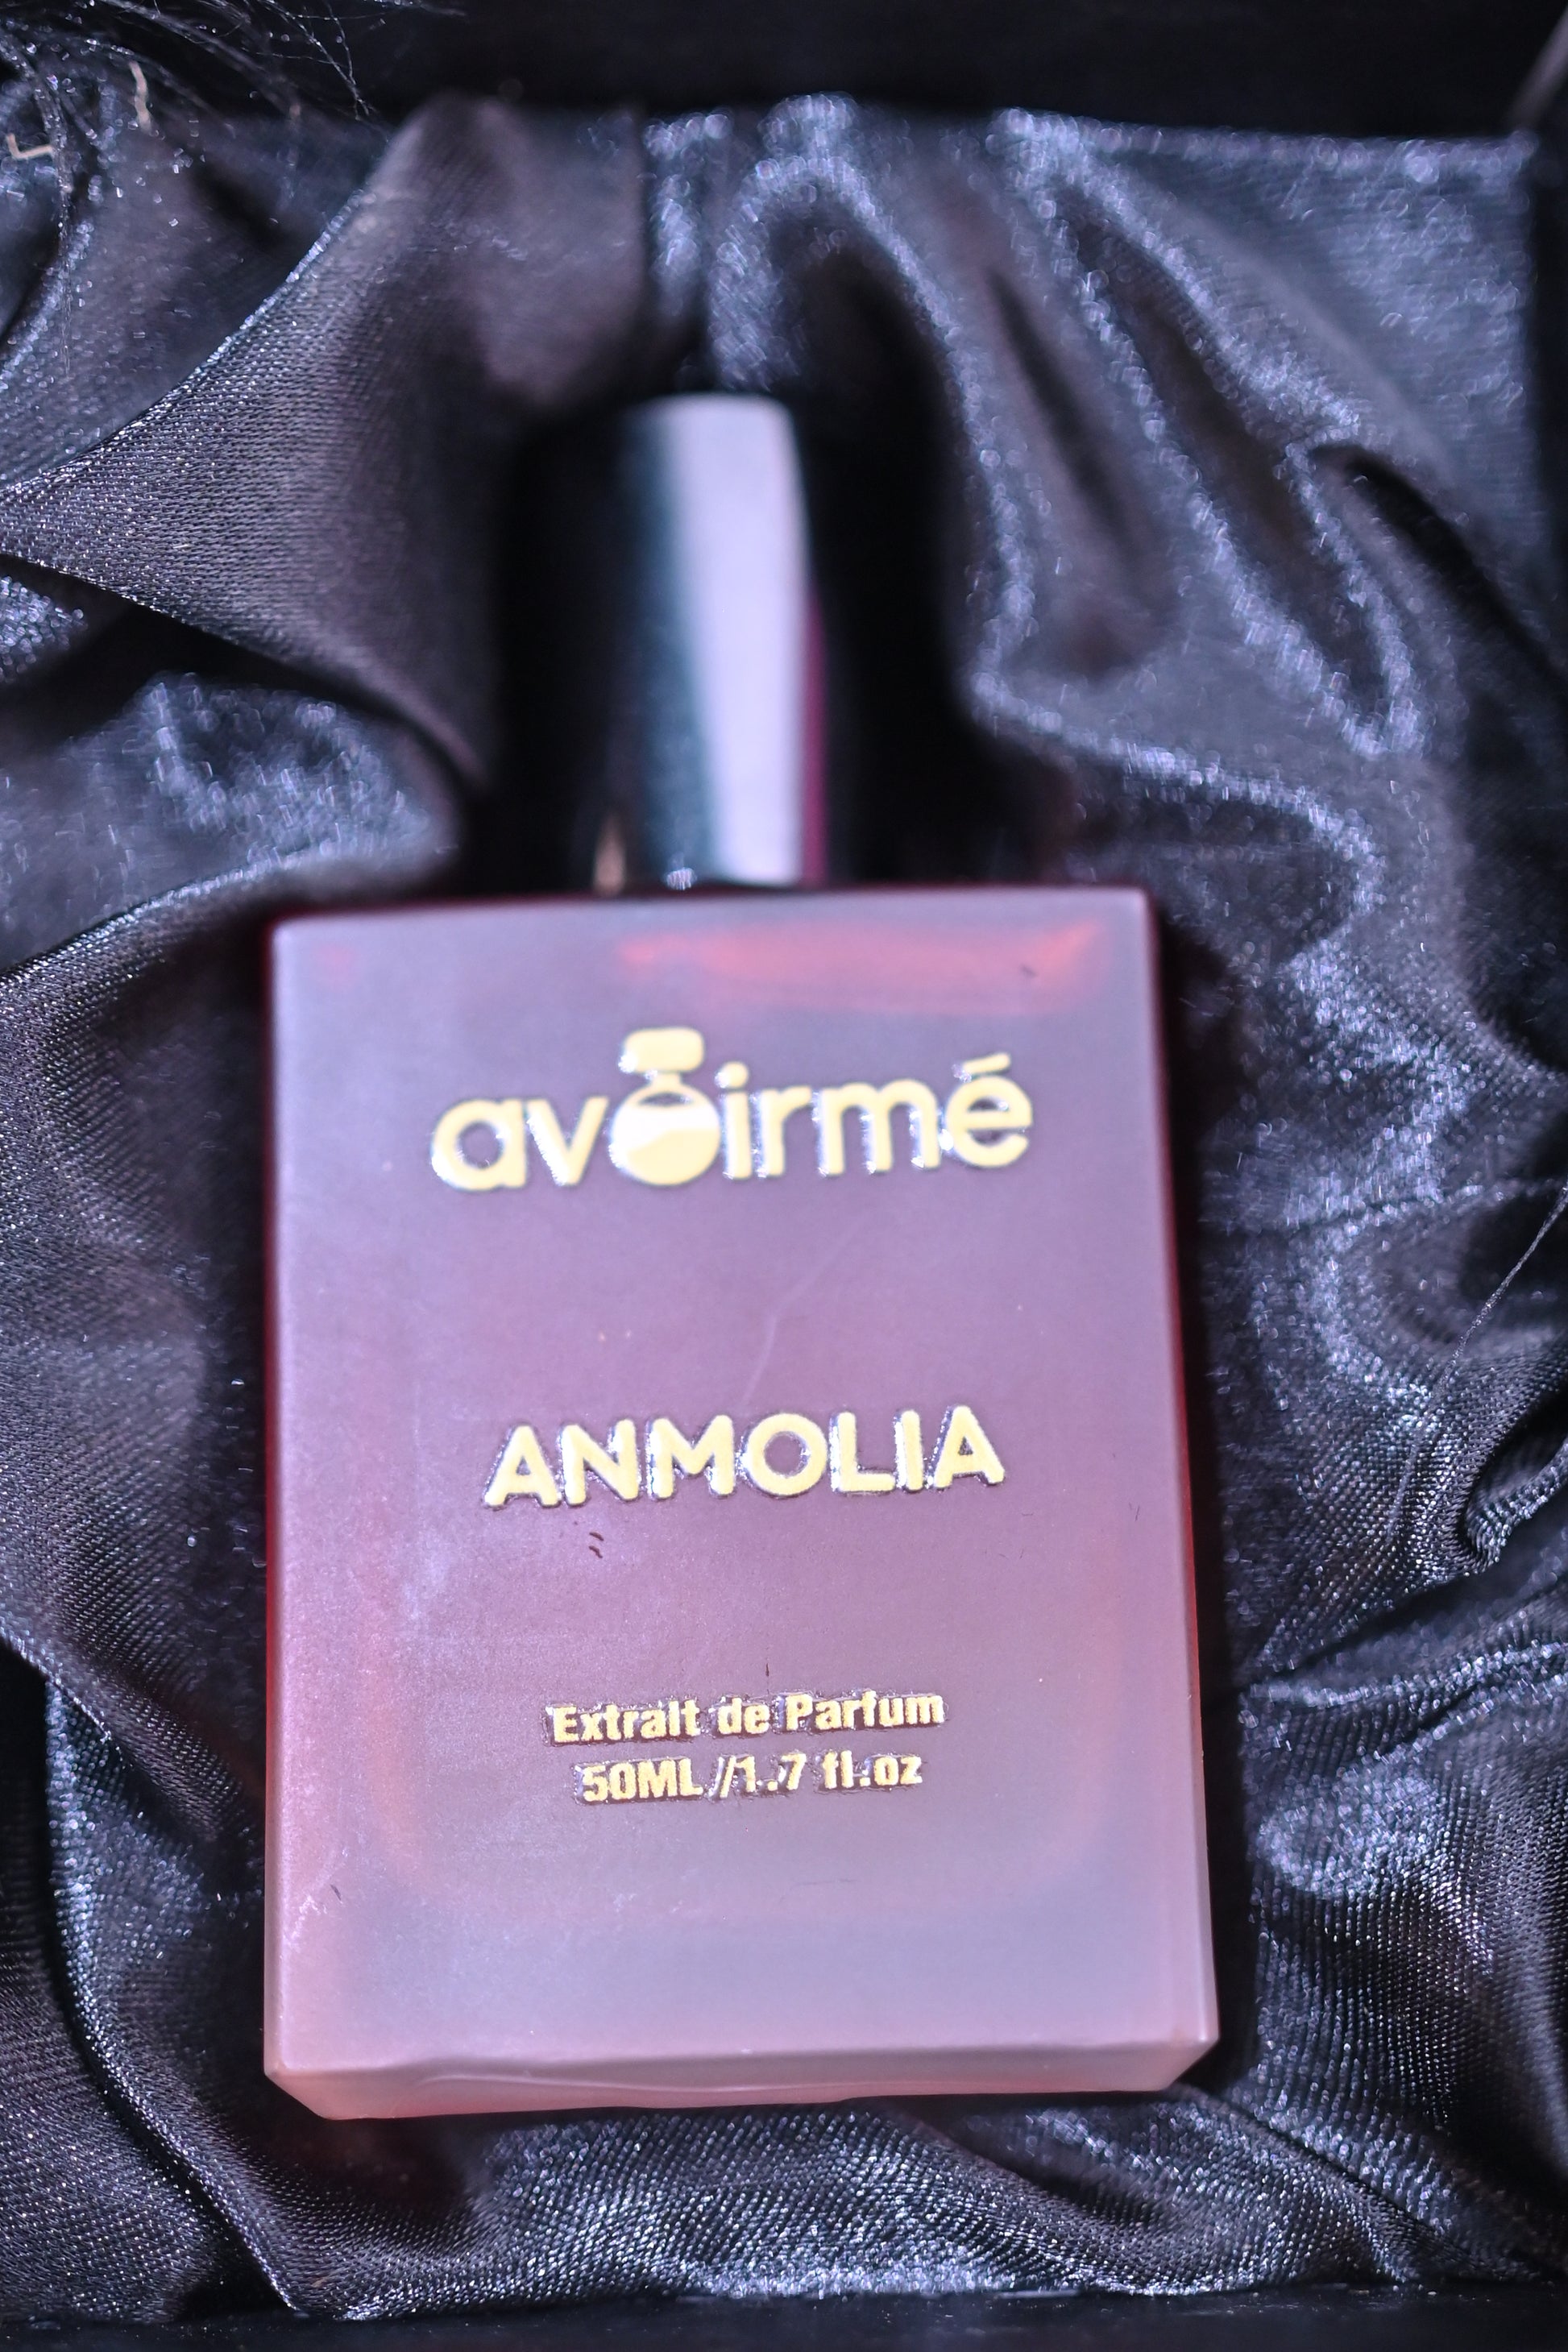 avoirmé
ANMOLIA
Extrait de Parfum
50ML //1.7 fl.oz